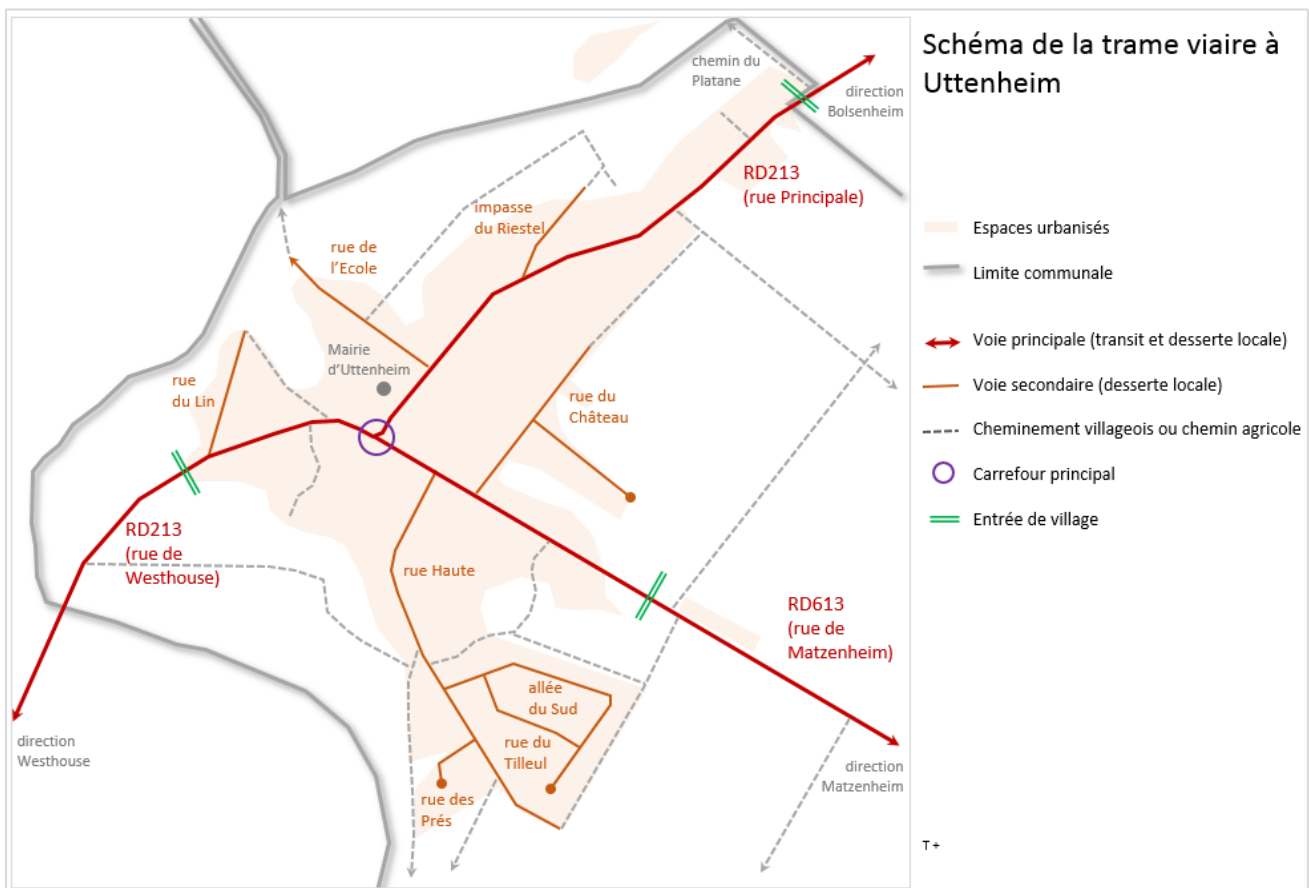 Schéma de la trame viaire à
Uttenheim
chemin du
Platane
direction
Bolsenheim
RD213
(rue Principale)
impasse
du Riestel
rue de
l'Ecole
Mairie
d'Uttenheim
rue
du Lin
rue du
Château
RD213
(rue de
Westhouse)
rue Haute
RD613
(rue de
Matzenheim)
allée
du Sud
rue du
Tilleul
rue des
Prés
direction
Westhouse
direction
Matzenheim
Espaces urbanisés
Limite communale
Voie principale (transit et desserte locale)
Voie secondaire (desserte locale)
Cheminement villageois ou chemin agricole
Carrefour principal
Entrée de village
T +